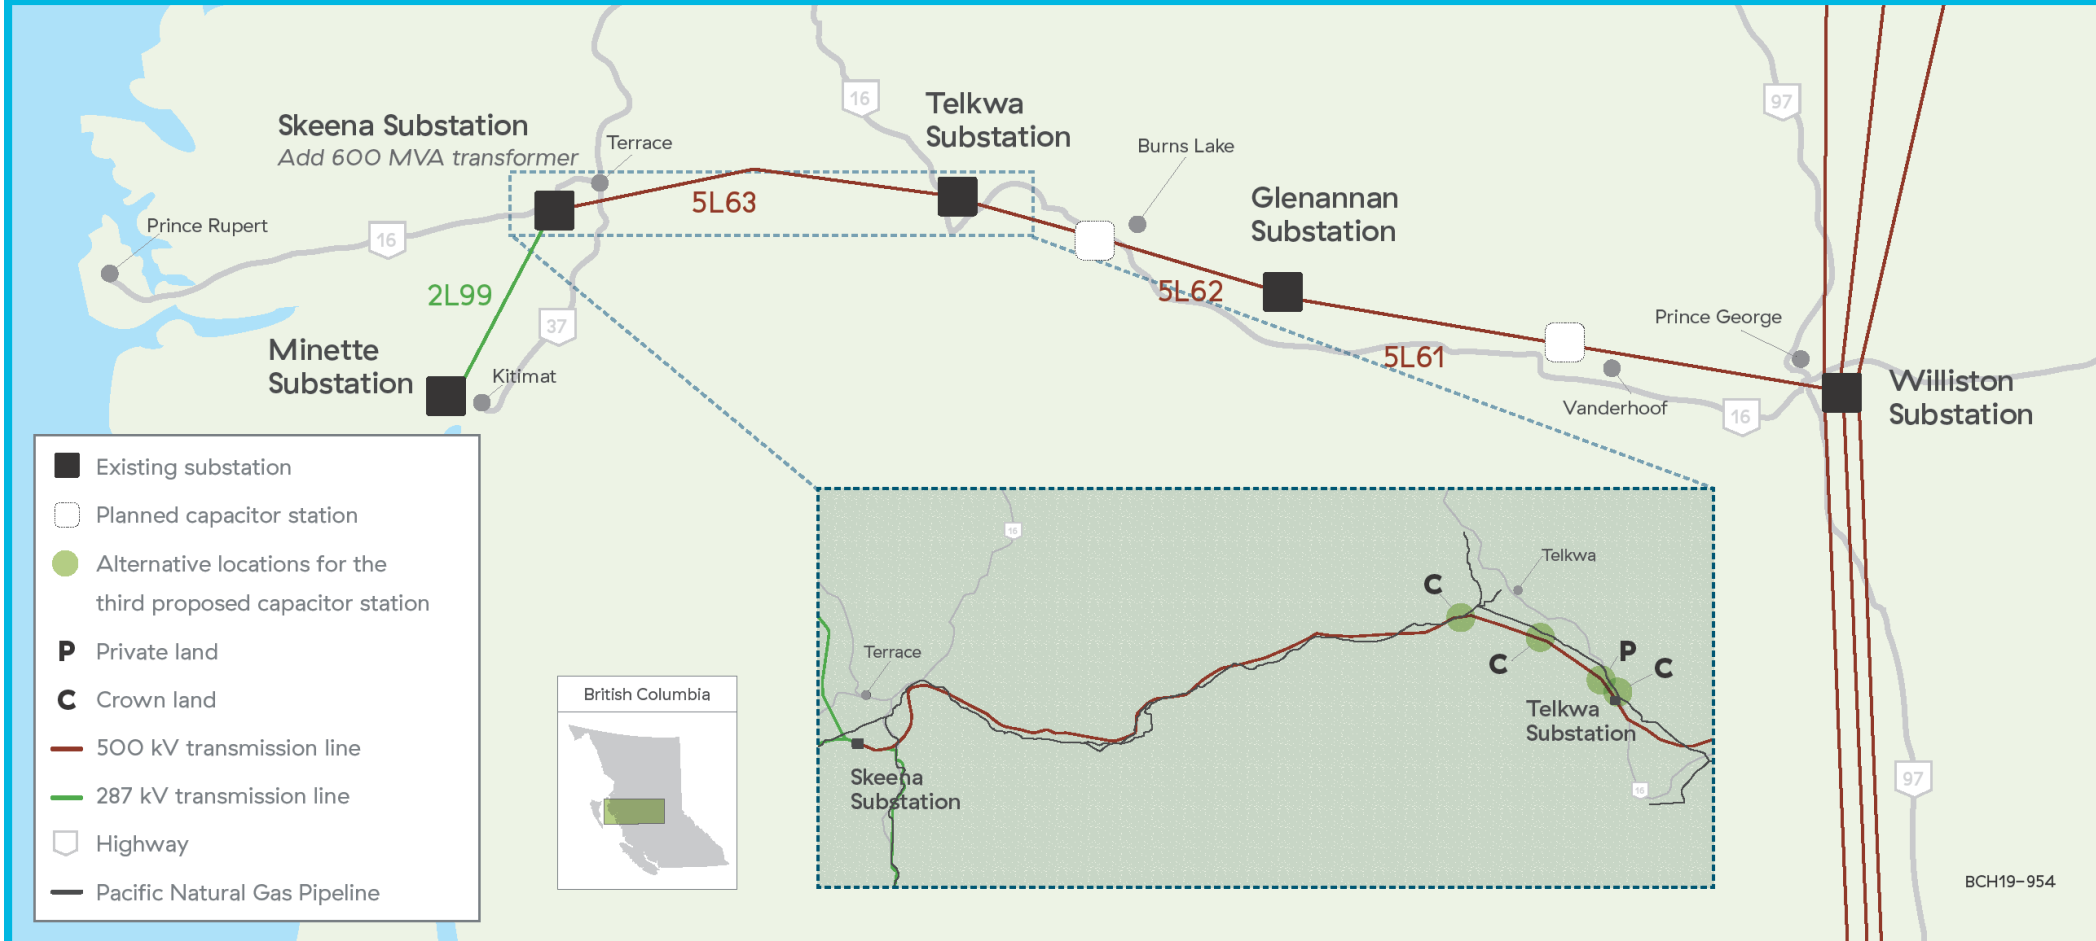 16
97
Telkwa
Substation
Skeena Substation
Add 600 MVA transformer
Terrace
Burns Lake
Glenannan
Substation
5L63
Prince Rupert
16
2L99
5L62
37
Prince George
Minette
Substation
Kitimat
5L61
Vanderhoof
16
Williston
Substation
Existing substation
Planned capacitor station
Alternative locations for the
third proposed capacitor station
P Private land
C Crown land
500 kV transmission line
287 kV transmission line
Highway
Pacific Natural Gas Pipeline
British Columbia
16
Telkwa
C
Terrace
C
P
C
Telkwa
Substation
Skeena
Substation
16
97
BCH19-954